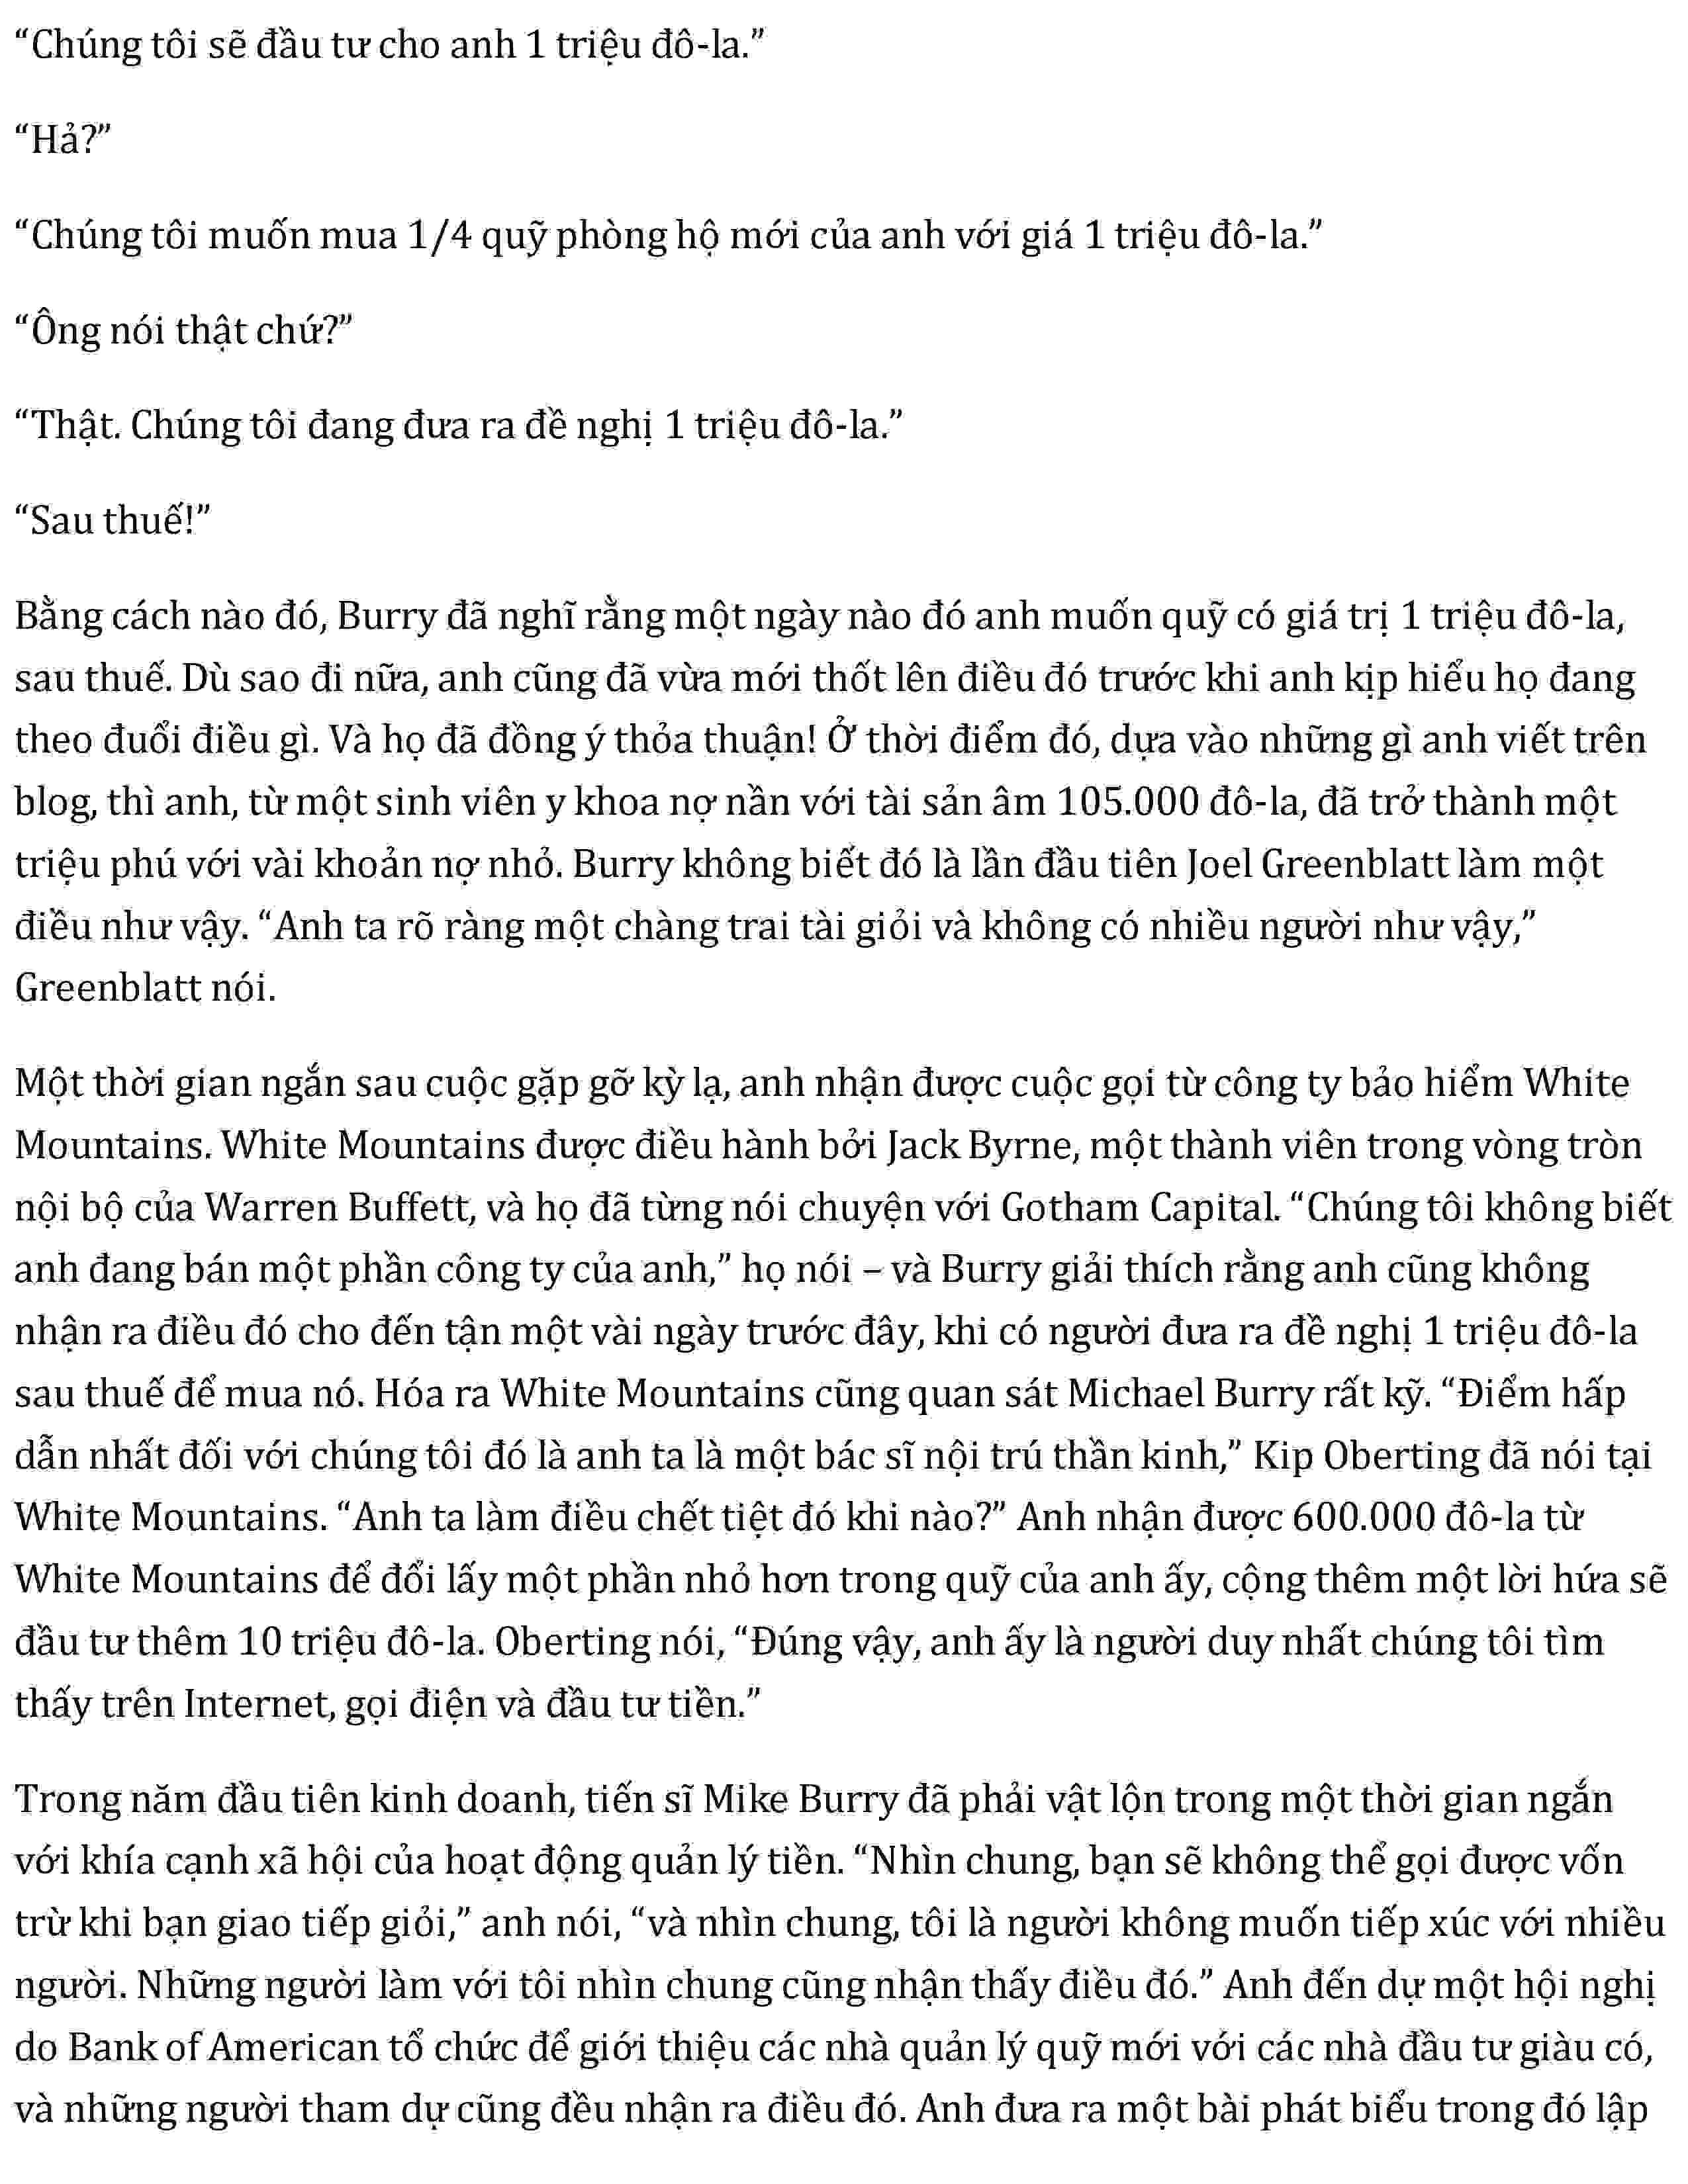 “Chúng tôi sẽ đầu tư cho anh 1 triệu đô-la.”
“Hả?”
“Chúng tôi muốn mua 1/4 quỹ phòng hộ mới của anh với giá 1 triệu đô-la.”
“Ông nói thật chứ?”
“Thật. Chúng tôi đang đưa ra đề nghị 1 triệu đô-la.”
“Sau thuế!”
Bằng cách nào đó, Burry đã nghĩ rằng một ngày nào đó anh muốn quỹ có giá trị 1 triệu đô-la,
sau thuế. Dù sao đi nữa, anh cũng đã vừa mới thốt lên điều đó trước khi anh kịp hiểu họ đang
theo đuổi điều gì. Và họ đã đồng ý thỏa thuận! Ở thời điểm đó, dựa vào những gì anh viết trên
blog, thì anh, từ một sinh viên y khoa nợ nần với tài sản âm 105.000 đô-la, đã trở thành một
triệu phú với vài khoản nợ nhỏ. Burry không biết đó là lần đầu tiên Joel Greenblatt làm một
điều như vậy. “Anh ta rõ ràng một chàng trai tài giỏi và không có nhiều người như vậy,”
Greenblatt nói.
Một thời gian ngắn sau cuộc gặp gỡ kỳ lạ, anh nhận được cuộc gọi từ công ty bảo hiểm White
Mountains. White Mountains được điều hành bởi Jack Byrne, một thành viên trong vòng tròn
nội bộ của Warren Buffett, và họ đã từng nói chuyện với Gotham Capital. “Chúng tôi không biết
anh đang bán một phần công ty của anh,” họ nói – và Burry giải thích rằng anh cũng không
nhận ra điều đó cho đến tận một vài ngày trước đây, khi có người đưa ra đề nghị 1 triệu đô-la
sau thuế để mua nó. Hóa ra White Mountains cũng quan sát Michael Burry rất kỹ. “Điểm hấp
dẫn nhất đối với chúng tôi đó là anh ta là một bác sĩ nội trú thần kinh,” Kip Oberting đã nói tại
White Mountains. “Anh ta làm điều chết tiệt đó khi nào?” Anh nhận được 600.000 đô-la từ
White Mountains để đổi lấy một phần nhỏ hơn trong quỹ của anh ấy, cộng thêm một lời hứa sẽ
đầu tư thêm 10 triệu đô-la. Oberting nói, “Đúng vậy, anh ấy là người duy nhất chúng tôi tìm
thấy trên Internet, gọi điện và đầu tư tiền.”
Trong năm đầu tiên kinh doanh, tiến sĩ Mike Burry đã phải vật lộn trong một thời gian ngắn
với khía cạnh xã hội của hoạt động quản lý tiền. “Nhìn chung, bạn sẽ không thể gọi được vốn
trừ khi bạn giao tiếp giỏi,” anh nói, “và nhìn chung, tôi là người không muốn tiếp xúc với nhiều
người. Những người làm với tôi nhìn chung cũng nhận thấy điều đó.” Anh đến dự một hội nghị
do Bank of American tổ chức để giới thiệu các nhà quản lý quỹ mới với các nhà đầu tư giàu có,
và những người tham dự cũng đều nhận ra điều đó. Anh đưa ra một bài phát biểu trong đó lập